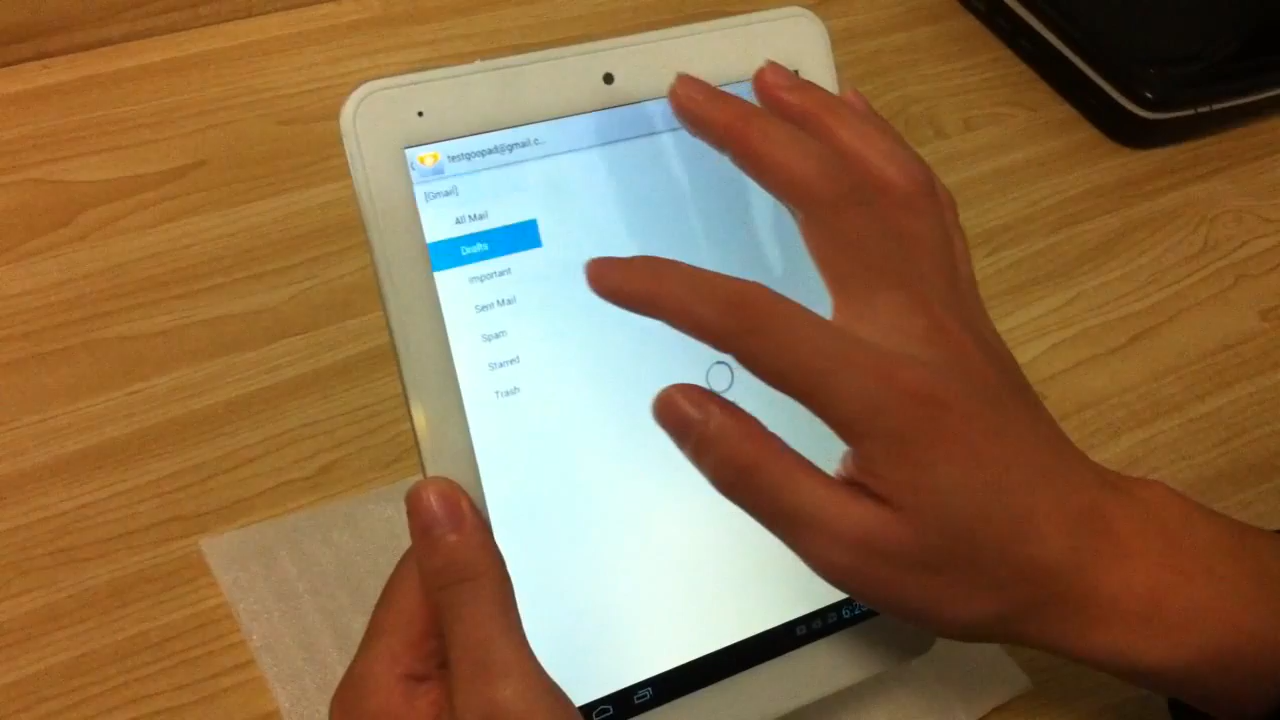 testgoopad@gmail.c...
[Gmail]
All Mail
Drafts
Important
Sent Mail
Spam
Starred
Trash